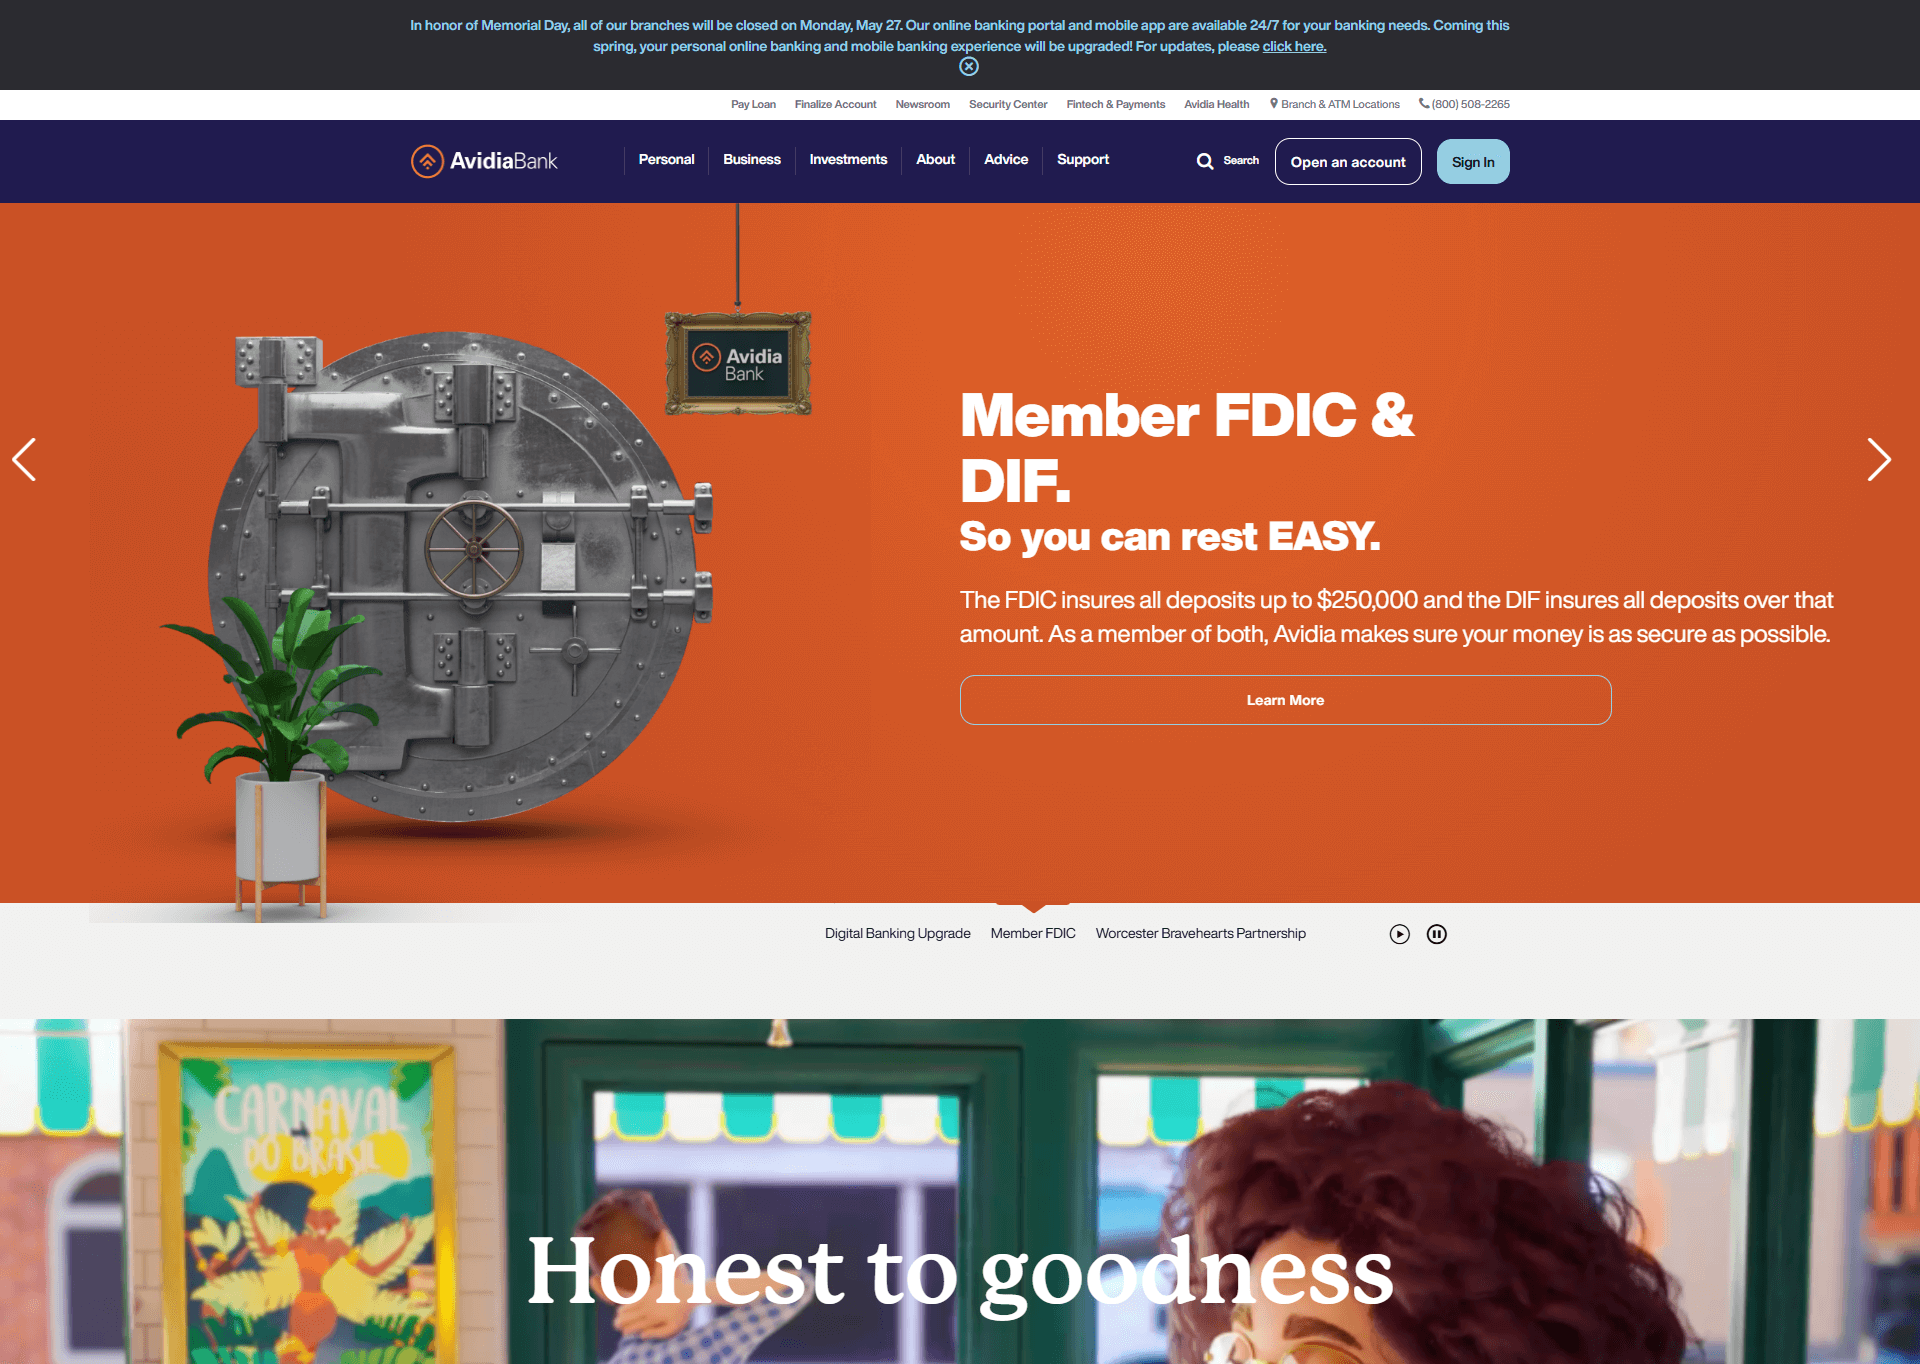 In honor of Memorial Day, all of our branches will be closed on Monday, May 27. Our online banking portal and mobile app are available 24/7 for your banking needs. Coming this
spring, your personal online banking and mobile banking experience will be upgraded! For updates, please click here.
Pay Loan Finalize Account Newsroom Security Center Fintech & Payments Avidia Health Branch & ATM Locations (800) 508-2265
AvidiaBank Personal Business Investments About Advice Support Search Open an account Sign In
Avidia
Bank
Member FDIC &
DIF.
So you can rest EASY.
The FDIC insures all deposits up to $250,000 and the DIF insures all deposits over that
amount. As a member of both, Avidia makes sure your money is as secure as possible.
Learn More
Digital Banking Upgrade Member FDIC Worcester Bravehearts Partnership
CARNAVAL
DO BRASIL
Honest to goodness